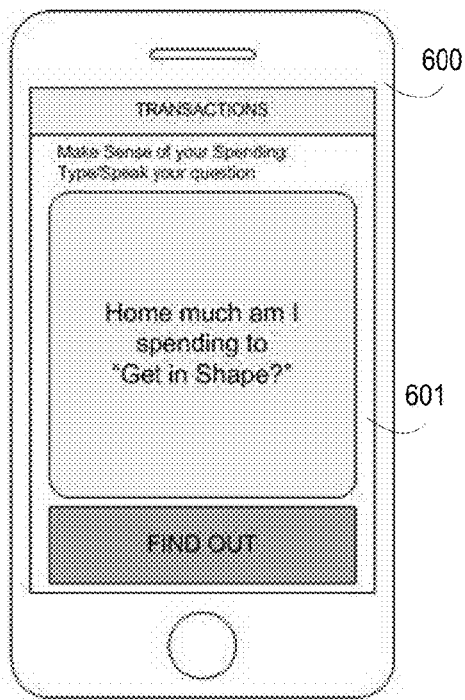 TRANSACTIONS
600
Make Sense of your Spending
Type/Speak your question
Home much am I
spending to
"Get in Shape?"
601
FIND OUT